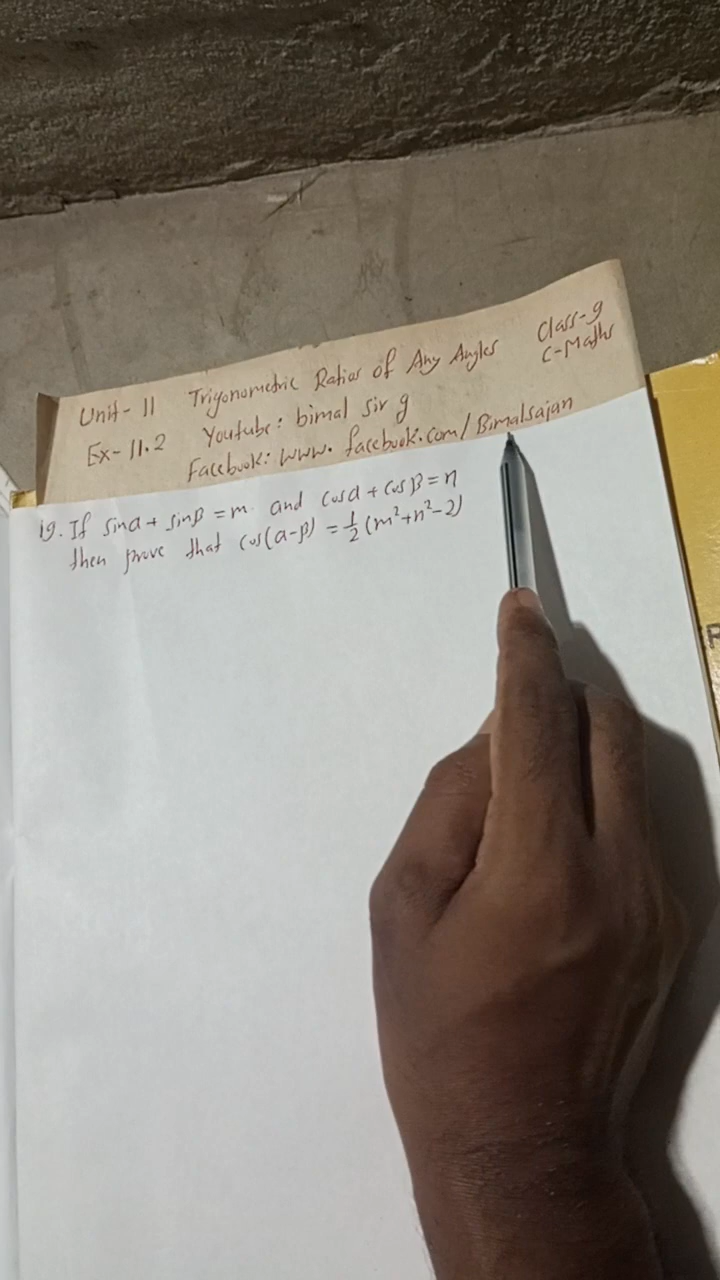 Unit- 11 Trigonometric Ratios of Any Angles Class-9
C-Maths
Ex- 11.2 Youtube: bimal sir g
Facebook: www.facebook.com/Bimalsajan
19. If sinα + sinβ = m and cosα + cosβ = n
then prove that cos(α-β) = 1/2 (m²+n²-2)